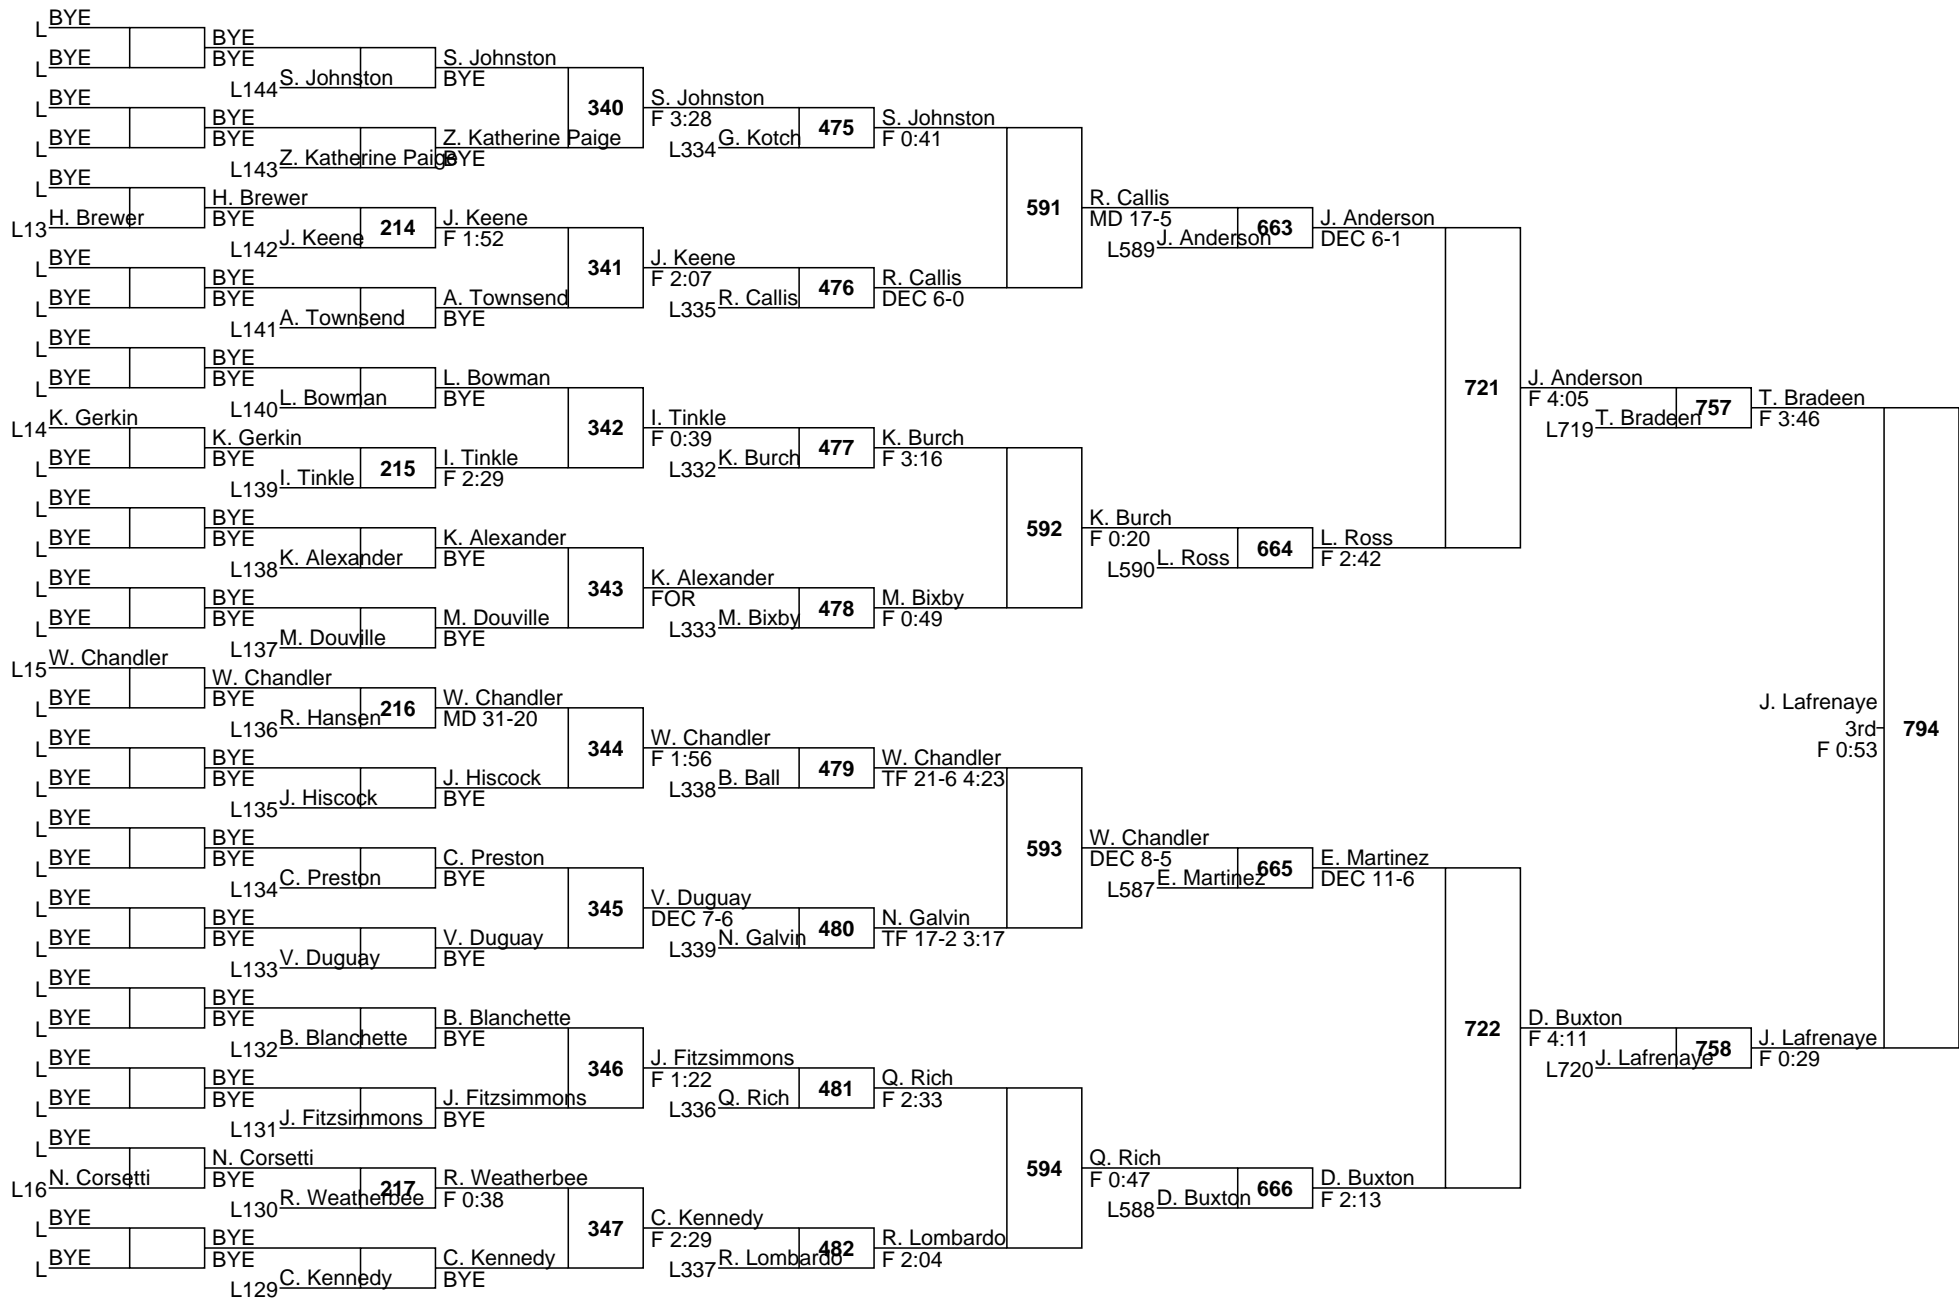 BYE
L
BYE
L
BYE
BYE
L144 S. Johnston
S. Johnston
BYE
BYE
L
BYE
L
BYE
BYE
L143 Z. Katherine Paige
Z. Katherine Paige
BYE
340
S. Johnston
F 3:28
L334 G. Kotch
475
S. Johnston
F 0:41
BYE
L
L13 H. Brewer
H. Brewer
BYE
L142 J. Keene
214
J. Keene
F 1:52
BYE
L
BYE
L
BYE
BYE
L141 A. Townsend
A. Townsend
BYE
341
J. Keene
F 2:07
L335 R. Callis
476
R. Callis
DEC 6-0
591
R. Callis
MD 17-5
L589 J. Anderson
663
J. Anderson
DEC 6-1
BYE
L
BYE
L
BYE
BYE
L140 L. Bowman
L. Bowman
BYE
L14 K. Gerkin
BYE
L
K. Gerkin
BYE
L139 I. Tinkle
215
I. Tinkle
F 2:29
342
I. Tinkle
F 0:39
L332 K. Burch
477
K. Burch
F 3:16
BYE
L
BYE
L
BYE
BYE
L138 K. Alexander
K. Alexander
BYE
BYE
L
BYE
L
BYE
BYE
L137 M. Douville
M. Douville
BYE
343
K. Alexander
FOR
L333 M. Bixby
478
M. Bixby
F 0:49
592
K. Burch
F 0:20
L590 L. Ross
664
L. Ross
F 2:42
721
J. Anderson
F 4:05
L719 T. Bradeen
757
T. Bradeen
F 3:46
L15 W. Chandler
BYE
L
W. Chandler
BYE
L136 R. Hansen
216
W. Chandler
MD 31-20
BYE
L
BYE
L
BYE
BYE
L135 J. Hiscock
J. Hiscock
BYE
344
W. Chandler
F 1:56
L338 B. Ball
479
W. Chandler
TF 21-6 4:23
BYE
L
BYE
L
BYE
BYE
L134 C. Preston
C. Preston
BYE
BYE
L
BYE
L
BYE
BYE
L133 V. Duguay
V. Duguay
BYE
345
V. Duguay
DEC 7-6
L339 N. Galvin
480
N. Galvin
TF 17-2 3:17
593
W. Chandler
DEC 8-5
L587 E. Martinez
665
E. Martinez
DEC 11-6
BYE
L
BYE
L
BYE
BYE
L132 B. Blanchette
B. Blanchette
BYE
BYE
L
BYE
L
BYE
BYE
L131 J. Fitzsimmons
J. Fitzsimmons
BYE
346
J. Fitzsimmons
F 1:22
L336 Q. Rich
481
Q. Rich
F 2:33
BYE
L
L16 N. Corsetti
N. Corsetti
BYE
L130 R. Weatherbee
217
R. Weatherbee
F 0:38
BYE
L
BYE
L
BYE
BYE
L129 C. Kennedy
C. Kennedy
BYE
347
C. Kennedy
F 2:29
L337 R. Lombardo
482
R. Lombardo
F 2:04
594
Q. Rich
F 0:47
L588 D. Buxton
666
D. Buxton
F 2:13
722
D. Buxton
F 4:11
L720 J. Lafrenaye
758
J. Lafrenaye
F 0:29
J. Lafrenaye
3rd
F 0:53
794